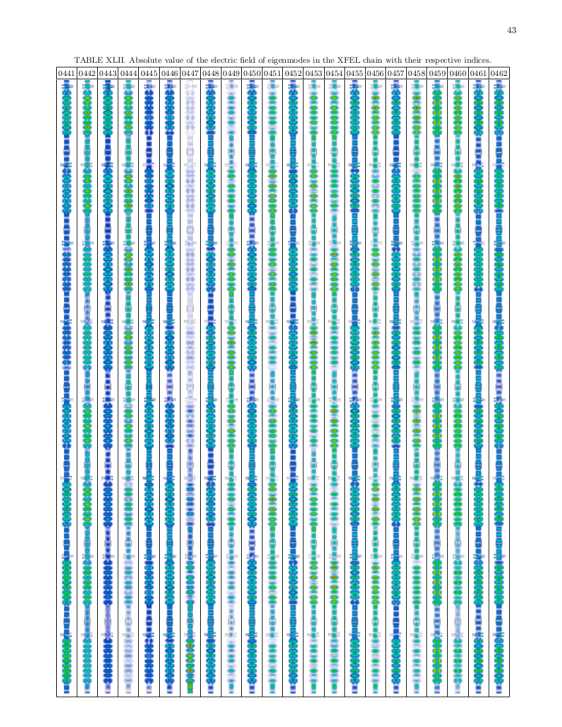 43
TABLE XLII. Absolute value of the electric field of eigenmodes in the XFEL chain with their respective indices.
0441 0442 0443 0444 0445 0446 0447 0448 0449 0450 0451 0452 0453 0454 0455 0456 0457 0458 0459 0460 0461 0462